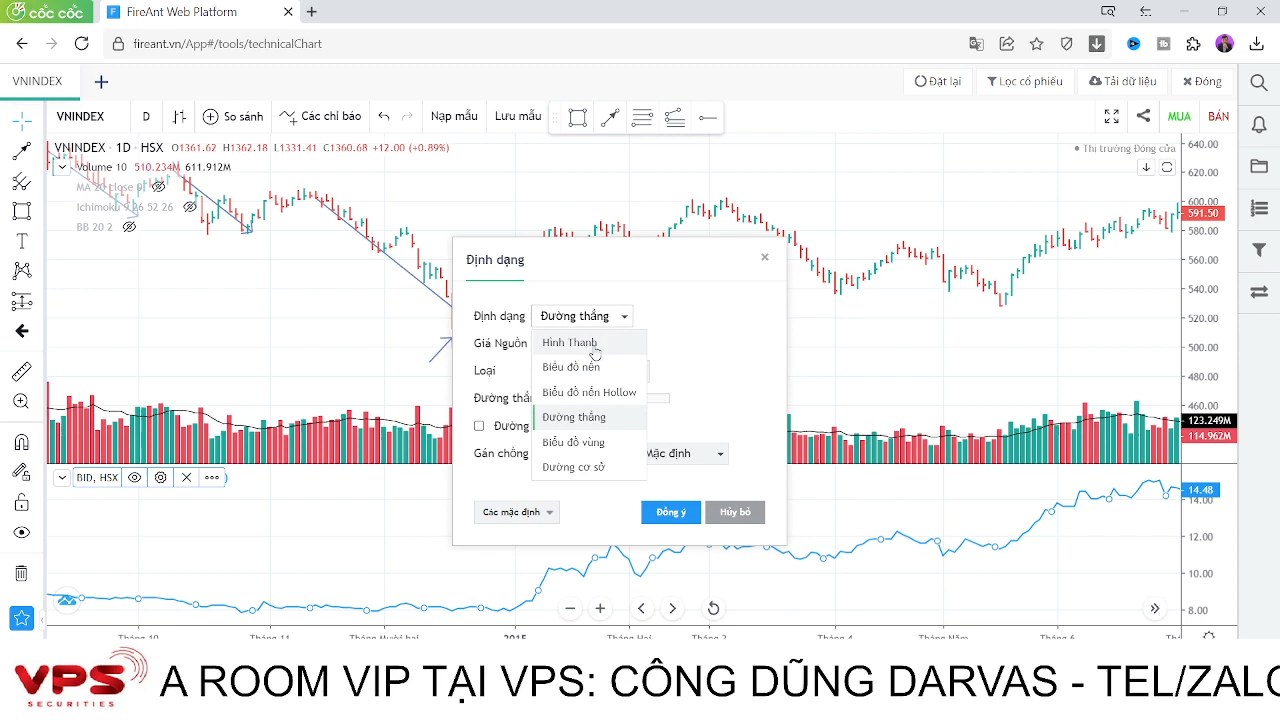 cốc cốc
FireAnt Web Platform
fireant.vn/App#/tools/technicalChart
VNINDEX
Đặt lại
Lọc cổ phiếu
Tải dữ liệu
Đóng
VNINDEX D So sánh Các chỉ báo Nạp mẫu Lưu mẫu MUA BÁN
VNINDEX · 1D · HSX O1361.62 H1362.18 L1331.41 C1360.68 +12.00 (+0.89%)
Thị trường Đóng cửa
Volume 10 510.234M 611.912M
BB 20 2
640.00
620.00
600.00
591.50
580.00
560.00
540.00
520.00
500.00
480.00
460.00
123.249M
114.962M
Định dạng
Định dạng Đường thẳng
Giá Nguồn
Hình Thanh
Loại
Biểu đồ nến
Biểu đồ nến Hollow
Đường
Đường thẳng
Biểu đồ vùng
Gán chồng
Mặc định
Đường cơ sở
Các mặc định
Đồng ý
Hủy bỏ
BID, HSX
14.48
14.00
12.00
10.00
8.00
Tháng 10 Tháng 11 Tháng Mười hai 2015 Tháng Hai Tháng 3 Tháng 4 Tháng Năm Tháng 6
VPS
SECURITIES
A ROOM VIP TẠI VPS: CÔNG DŨNG DARVAS - TEL/ZALO